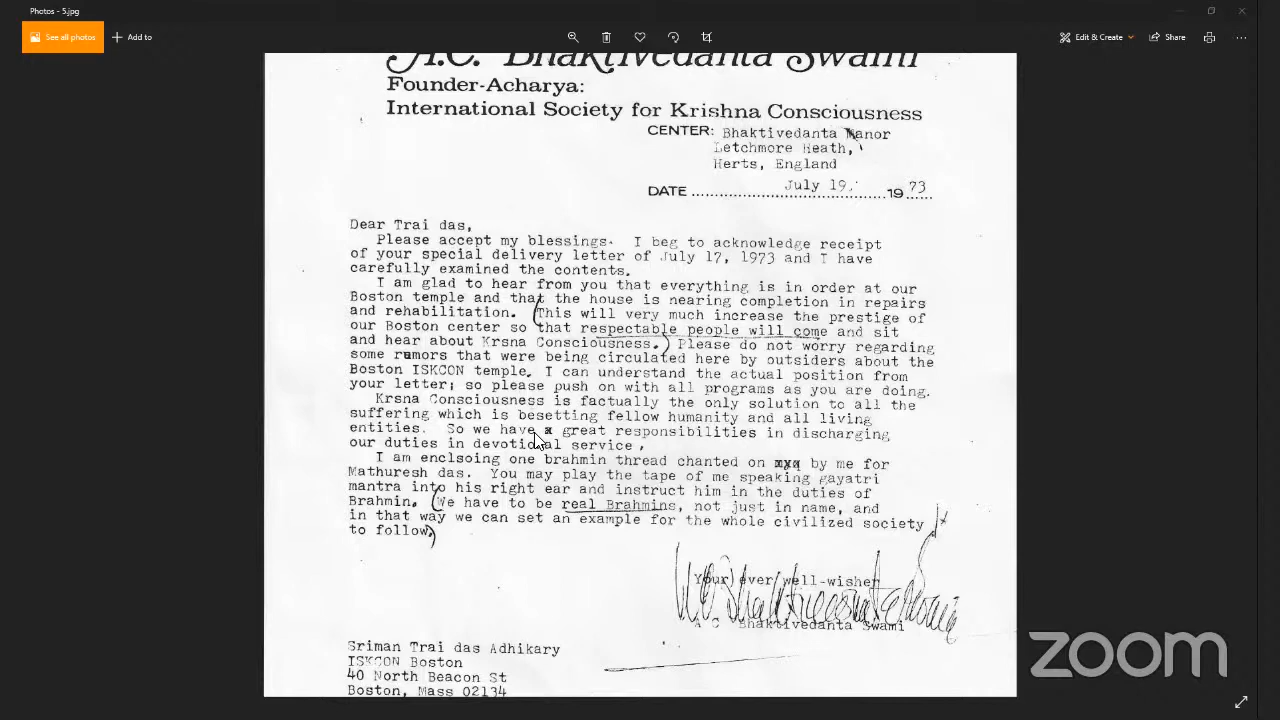 Photos - 5.jpg
See all photos
Add to
Edit & Create
Share
A.C. Bhaktivedanta Swami
Founder-Acharya:
International Society for Krishna Consciousness
CENTER: Bhaktivedanta Manor
Letchmore Heath,
Herts, England
DATE July 19, 1973
Dear Trai das,
Please accept my blessings. I beg to acknowledge receipt
of your special delivery letter of July 17, 1973 and I have
carefully examined the contents.
I am glad to hear from you that everything is in order at our
Boston temple and that the house is nearing completion in repairs
and rehabilitation. (This will very much increase the prestige of
our Boston center so that respectable people will come and sit
and hear about Krsna Consciousness.) Please do not worry regarding
some rumors that were being circulated here by outsiders about the
Boston ISKCON temple. I can understand the actual position from
your letter; so please push on with all programs as you are doing.
Krsna Consciousness is factually the only solution to all the
suffering which is besetting fellow humanity and all living
entities. So we have a great responsibilities in discharging
our duties in devotional service,
I am enclsoing one brahmin thread chanted on xyx by me for
Mathuresh das. You may play the tape of me speaking gayatri
mantra into his right ear and instruct him in the duties of
Brahmin. (We have to be real Brahmins, not just in name, and
in that way we can set an example for the whole civilized society
to follow.)
Your ever well-wisher
A C Bhaktivedanta Swami
Sriman Trai das Adhikary
ISKCON Boston
40 North Beacon St
Boston, Mass 02134
zoom